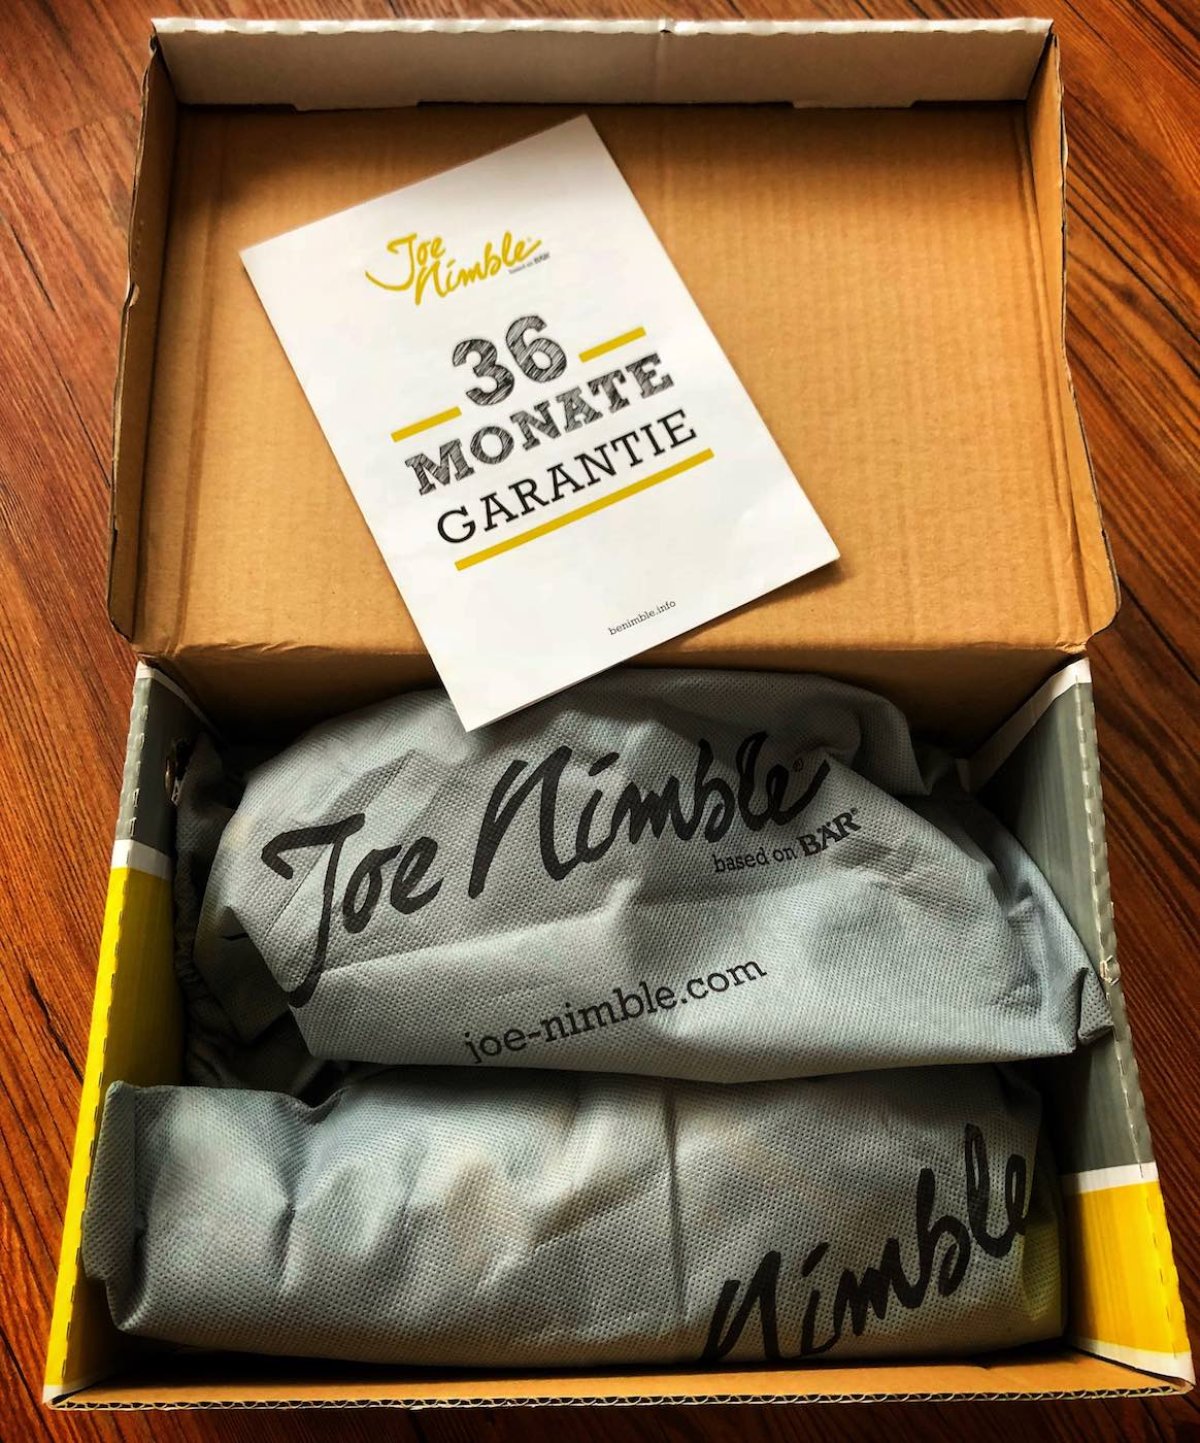 Joe
Nimble®
based on BÄR
36
MONATE
GARANTIE
benimble.info
Joe Nimble®
based on BÄR®
joe-nimble.com
Nimble